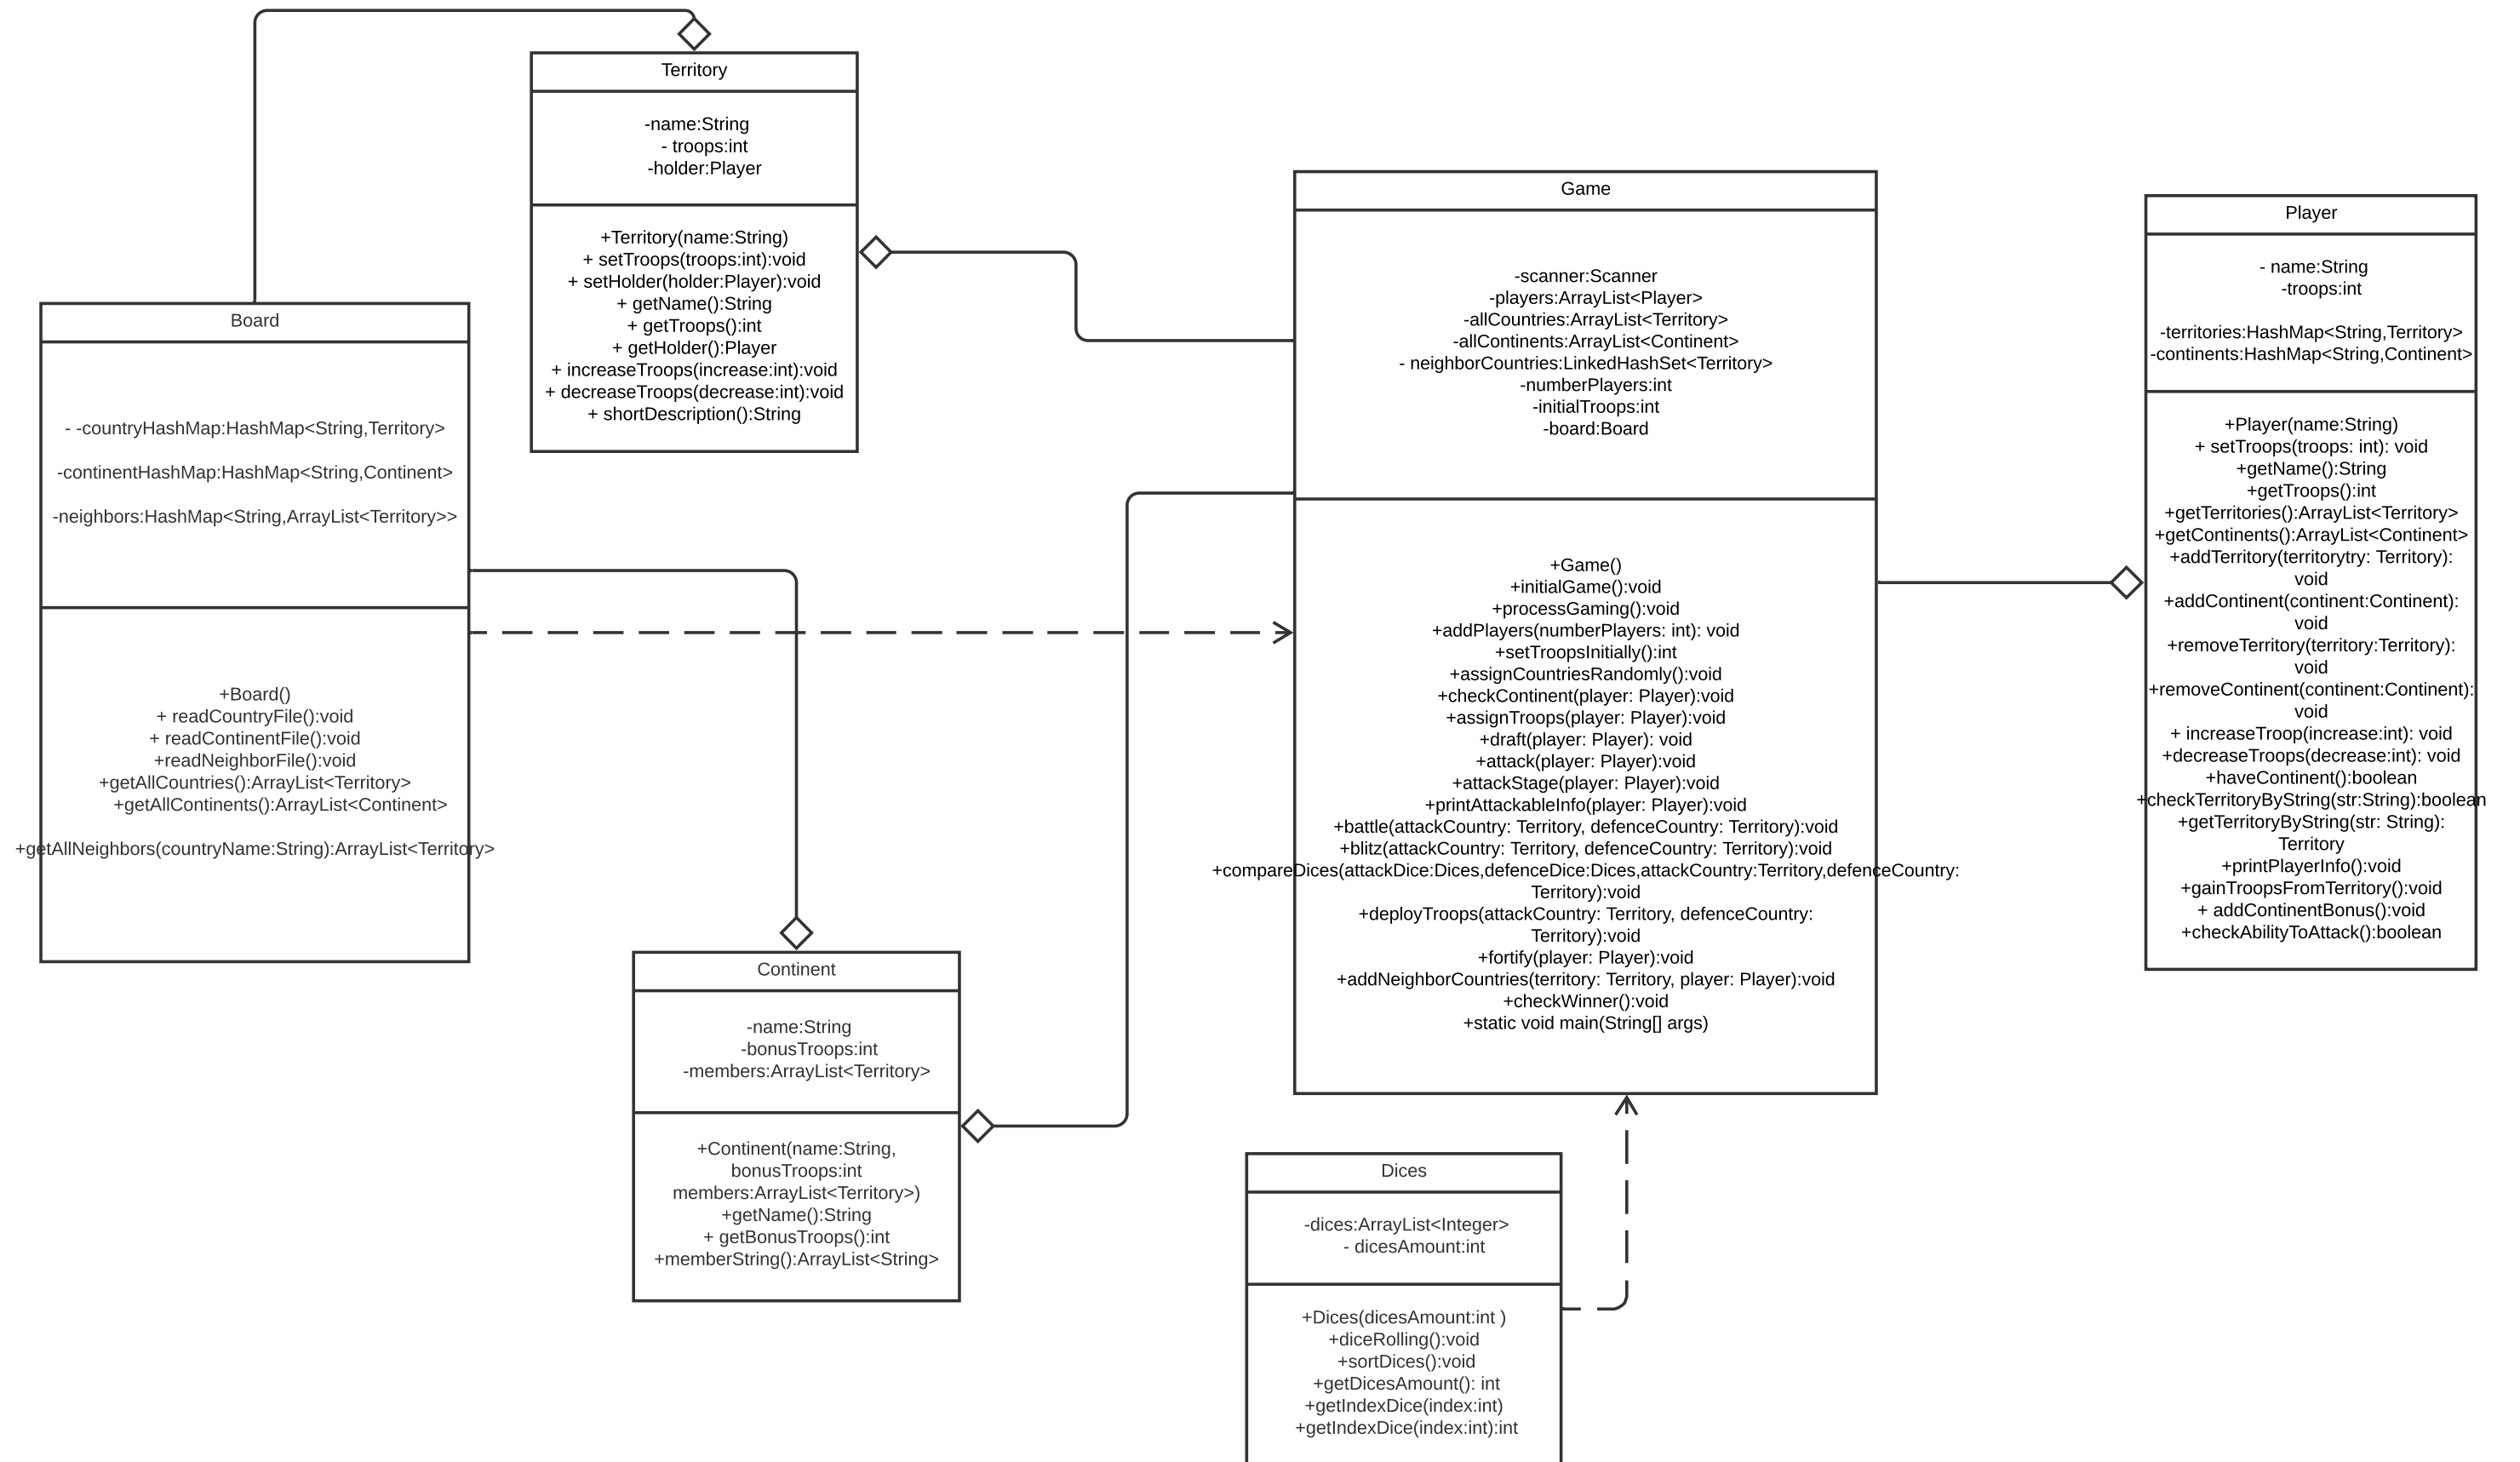 Territory
-name:String
- troops:int
-holder:Player
+Territory(name:String)
+ setTroops(troops:int):void
+ setHolder(holder:Player):void
+ getName():String
+ getTroops():int
+ getHolder():Player
+ increaseTroops(increase:int):void
+ decreaseTroops(decrease:int):void
+ shortDescription():String
Board
- -countryHashMap:HashMap<String,Territory>
-continentHashMap:HashMap<String,Continent>
-neighbors:HashMap<String,ArrayList<Territory>>
+Board()
+ readCountryFile():void
+ readContinentFile():void
+readNeighborFile():void
+getAllCountries():ArrayList<Territory>
+getAllContinents():ArrayList<Continent>
+getAllNeighbors(countryName:String):ArrayList<Territory>
Continent
-name:String
-bonusTroops:int
-members:ArrayList<Territory>
+Continent(name:String,
bonusTroops:int
members:ArrayList<Territory>)
+getName():String
+ getBonusTroops():int
+memberString():ArrayList<String>
Game
-scanner:Scanner
-players:ArrayList<Player>
-allCountries:ArrayList<Territory>
-allContinents:ArrayList<Continent>
- neighborCountries:LinkedHashSet<Territory>
-numberPlayers:int
-initialTroops:int
-board:Board
+Game()
+initialGame():void
+processGaming():void
+addPlayers(numberPlayers: int): void
+setTroopsInitially():int
+assignCountriesRandomly():void
+checkContinent(player: Player):void
+assignTroops(player: Player):void
+draft(player: Player): void
+attack(player: Player):void
+attackStage(player: Player):void
+printAttackableInfo(player: Player):void
+battle(attackCountry: Territory, defenceCountry: Territory):void
+blitz(attackCountry: Territory, defenceCountry: Territory):void
+compareDices(attackDice:Dices,defenceDice:Dices,attackCountry:Territory,defenceCountry:
Territory):void
+deployTroops(attackCountry: Territory, defenceCountry:
Territory):void
+fortify(player: Player):void
+addNeighborCountries(territory: Territory, player: Player):void
+checkWinner():void
+static void main(String[] args)
Dices
-dices:ArrayList<Integer>
- dicesAmount:int
+Dices(dicesAmount:int )
+diceRolling():void
+sortDices():void
+getDicesAmount(): int
+getIndexDice(index:int)
+getIndexDice(index:int):int
Player
- name:String
-troops:int
-territories:HashMap<String,Territory>
-continents:HashMap<String,Continent>
+Player(name:String)
+ setTroops(troops: int): void
+getName():String
+getTroops():int
+getTerritories():ArrayList<Territory>
+getContinents():ArrayList<Continent>
+addTerritory(territorytry: Territory):
void
+addContinent(continent:Continent):
void
+removeTerritory(territory:Territory):
void
+removeContinent(continent:Continent):
void
+ increaseTroop(increase:int): void
+decreaseTroops(decrease:int): void
+haveContinent():boolean
+checkTerritoryByString(str:String):boolean
+getTerritoryByString(str: String):
Territory
+printPlayerInfo():void
+gainTroopsFromTerritory():void
+ addContinentBonus():void
+checkAbilityToAttack():boolean